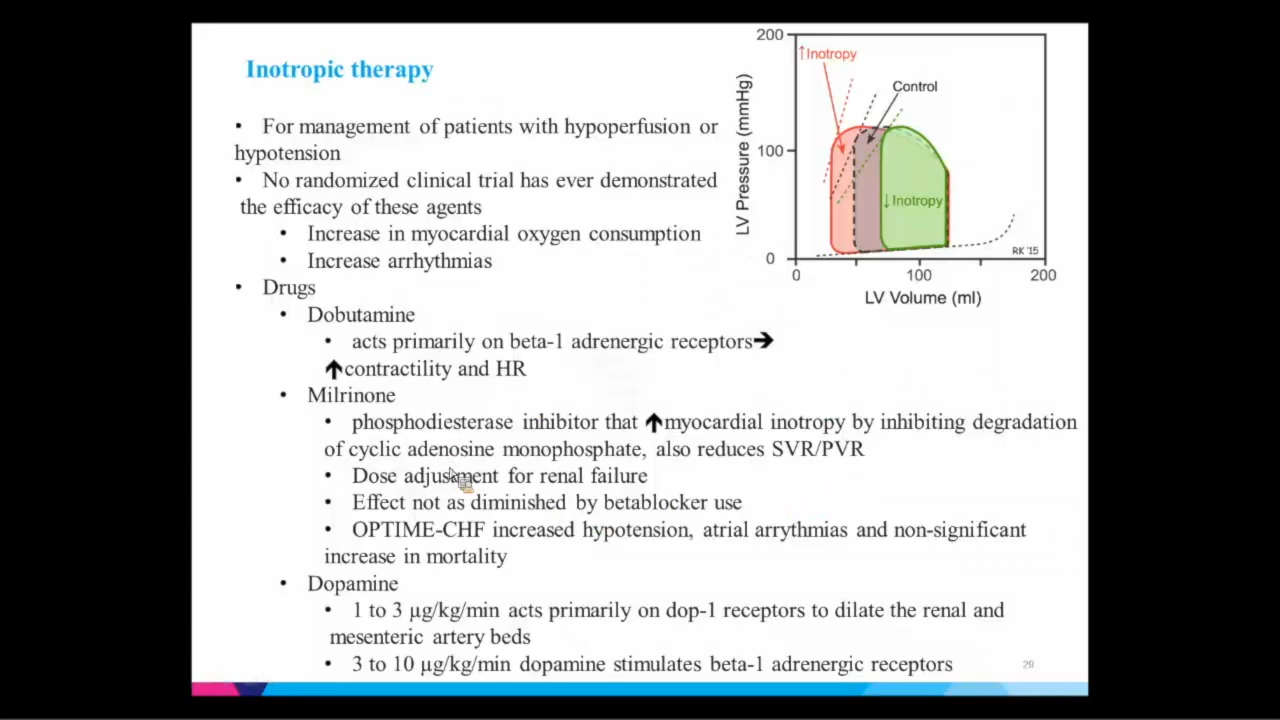 Inotropic therapy
• For management of patients with hypoperfusion or
hypotension
• No randomized clinical trial has ever demonstrated
the efficacy of these agents
• Increase in myocardial oxygen consumption
• Increase arrhythmias
• Drugs
• Dobutamine
• acts primarily on beta-1 adrenergic receptors➔
🡅contractility and HR
• Milrinone
• phosphodiesterase inhibitor that 🡅myocardial inotropy by inhibiting degradation
of cyclic adenosine monophosphate, also reduces SVR/PVR
• Dose adjustment for renal failure
• Effect not as diminished by betablocker use
• OPTIME-CHF increased hypotension, atrial arrythmias and non-significant
increase in mortality
• Dopamine
• 1 to 3 µg/kg/min acts primarily on dop-1 receptors to dilate the renal and
mesenteric artery beds
• 3 to 10 µg/kg/min dopamine stimulates beta-1 adrenergic receptors
29
200
↑Inotropy
Control
LV Pressure (mmHg)
100
↓Inotropy
RK '15
0
0
100
200
LV Volume (ml)